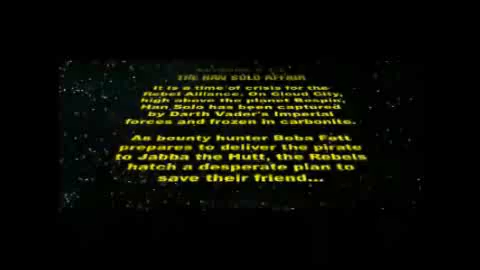 THE HAN SOLO AFFAIR
It is a time of crisis for the
Rebel Alliance. On Cloud City,
high above the planet Bespin,
Han Solo has been captured
by Darth Vader's Imperial
forces and frozen in carbonite.
As bounty hunter Boba Fett
prepares to deliver the pirate
to Jabba the Hutt, the Rebels
hatch a desperate plan to
save their friend...